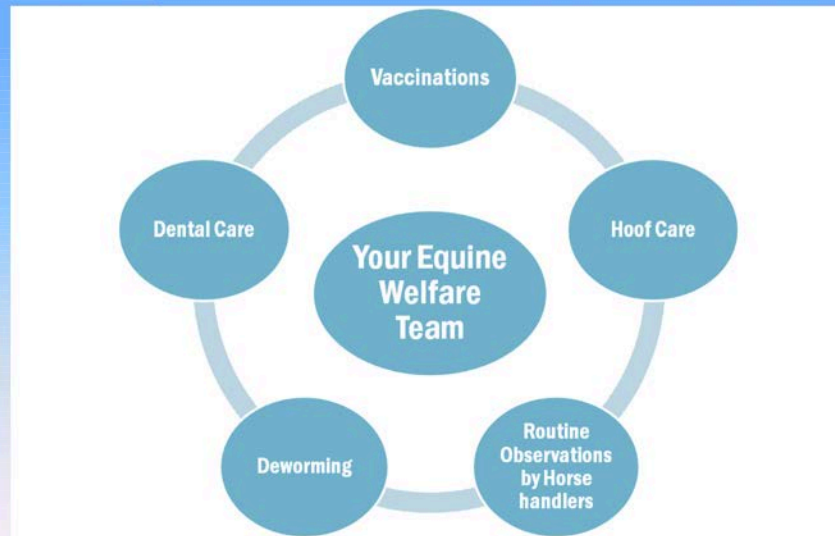 Vaccinations
Hoof Care
Routine
Observations
by Horse
handlers
Deworming
Dental Care
Your Equine
Welfare
Team